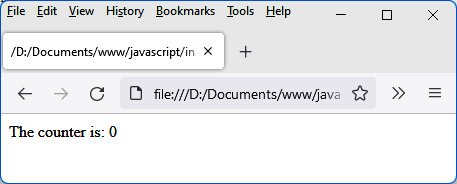 File Edit View History Bookmarks Tools Help
/D:/Documents/www/javascript/in
file:///D:/Documents/www/java
The counter is: 0